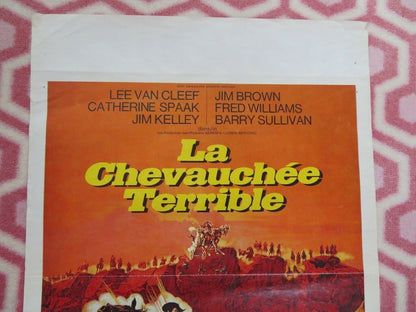 LEE VAN CLEEF JIM BROWN
CATHERINE SPAAK FRED WILLIAMS
JIM KELLEY BARRY SULLIVAN
La
Chevauchée
Terrible